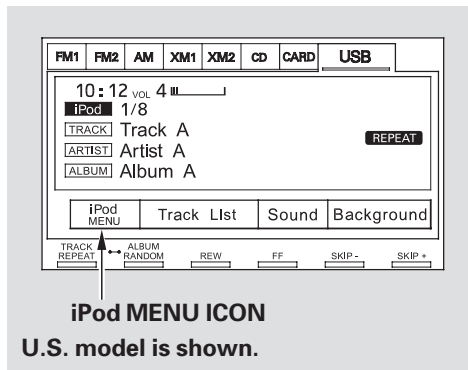 FM1 FM2 AM XM1 XM2 CD CARD USB
10:12 VOL 4
iPod 1/8
TRACK Track A
REPEAT
ARTIST Artist A
ALBUM Album A
iPod MENU Track LIst Sound Background
TRACK REPEAT ALBUM RANDOM REW FF SKIP - SKIP +
iPod MENU ICON
U.S. model is shown.